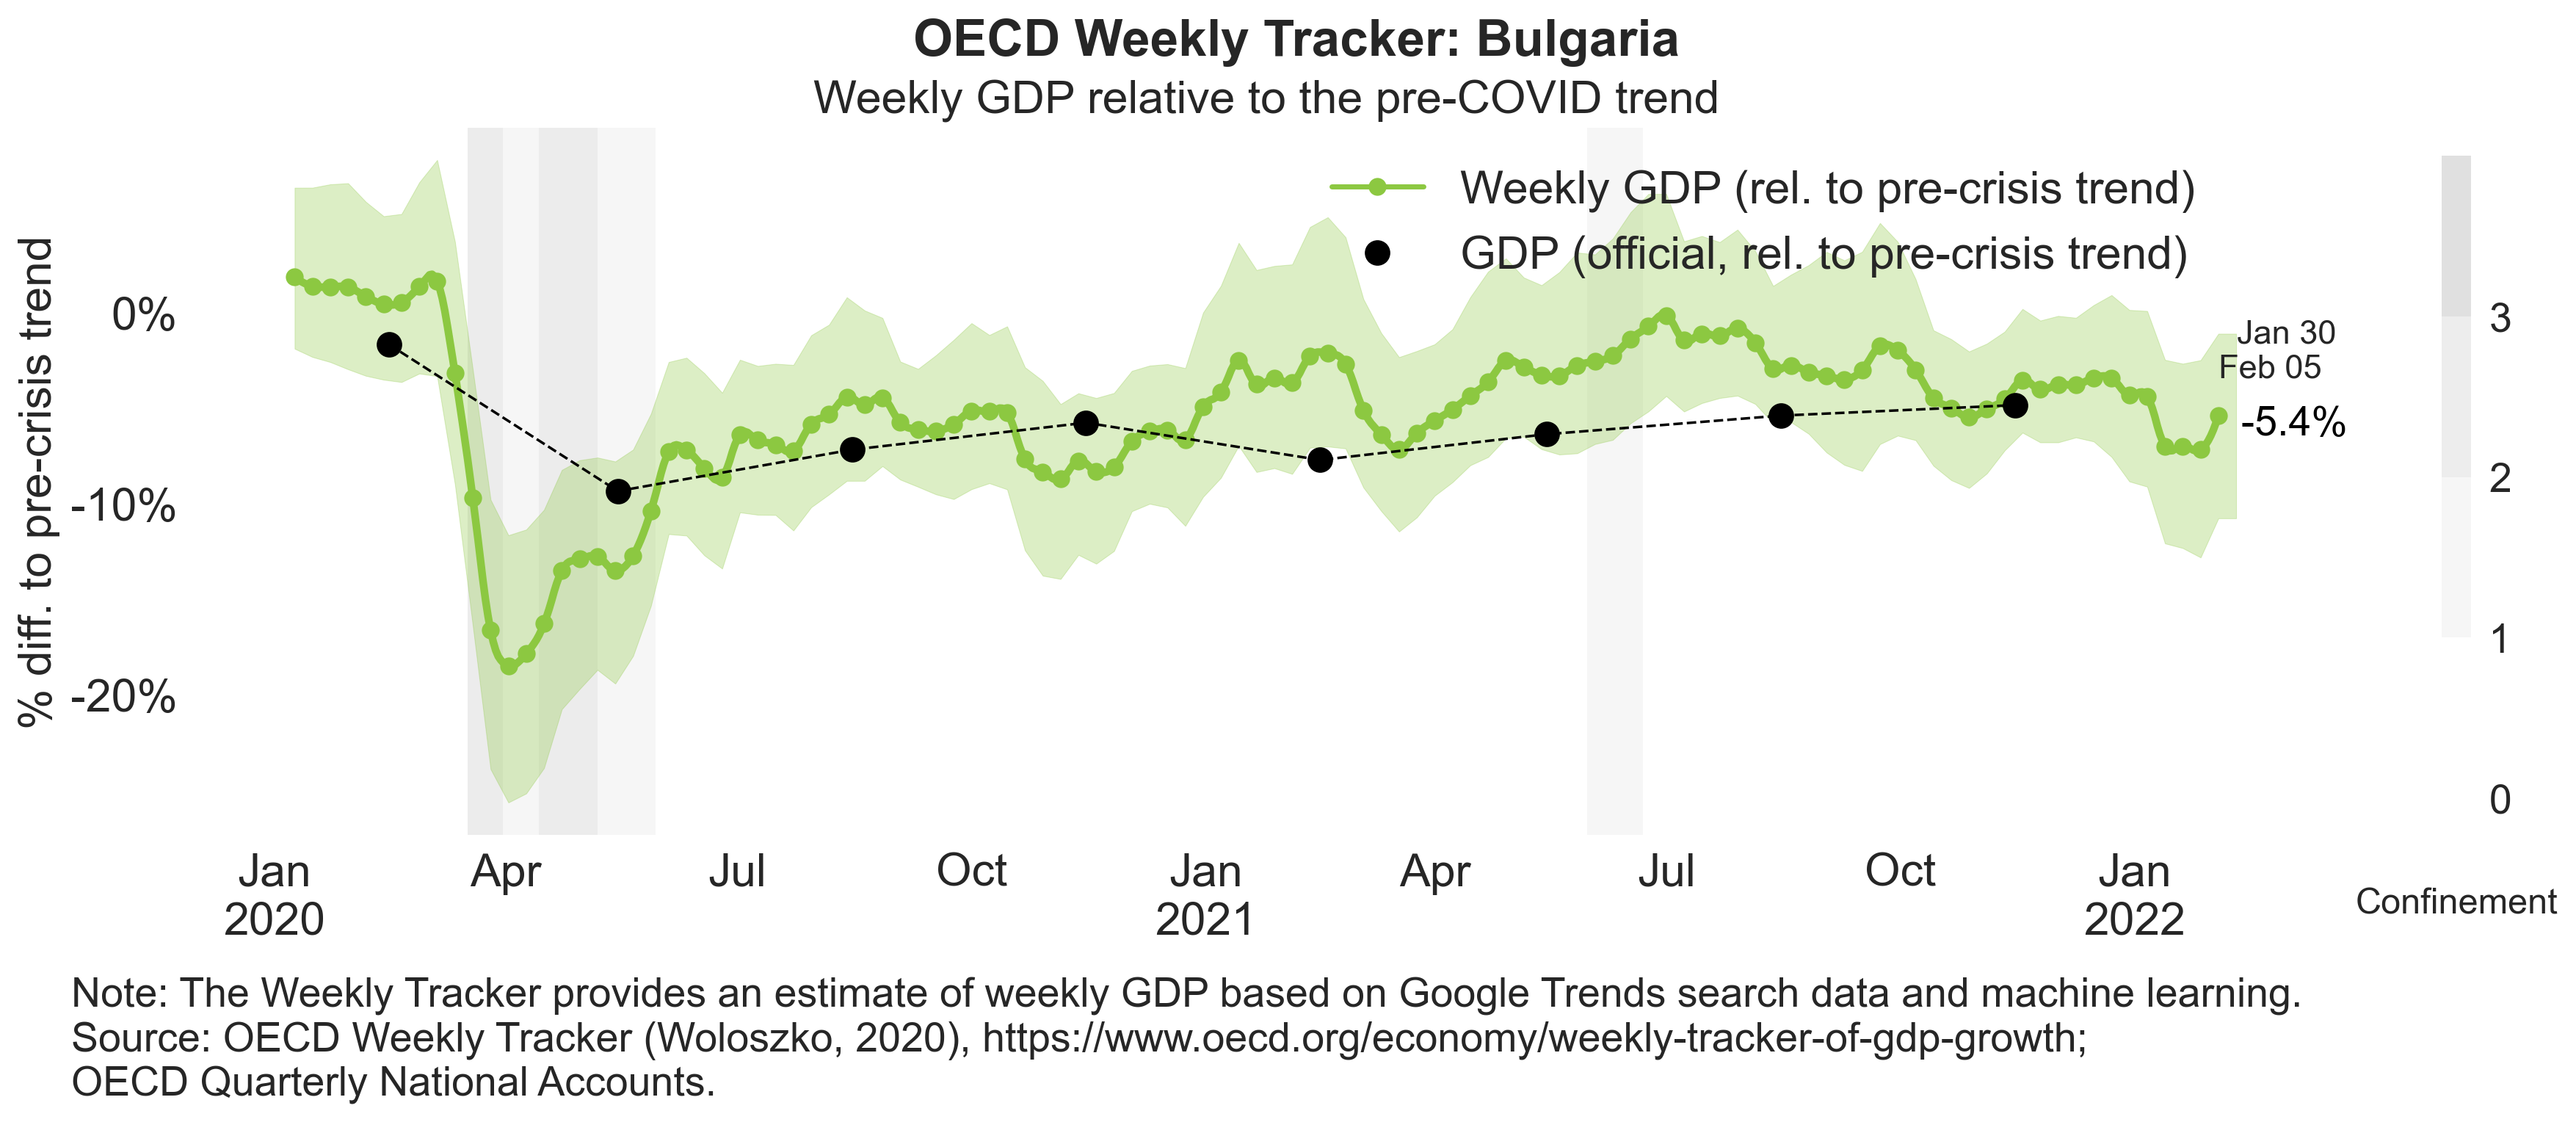 OECD Weekly Tracker: Bulgaria
Weekly GDP relative to the pre-COVID trend
Weekly GDP (rel. to pre-crisis trend)
GDP (official, rel. to pre-crisis trend)
% diff. to pre-crisis trend
0%
-10%
-20%
Jan 30
Feb 05
-5.4%
3
2
1
0
Confinement
Jan Apr Jul Oct Jan Apr Jul Oct Jan
2020 2021 2022
Note: The Weekly Tracker provides an estimate of weekly GDP based on Google Trends search data and machine learning.
Source: OECD Weekly Tracker (Woloszko, 2020), https://www.oecd.org/economy/weekly-tracker-of-gdp-growth;
OECD Quarterly National Accounts.